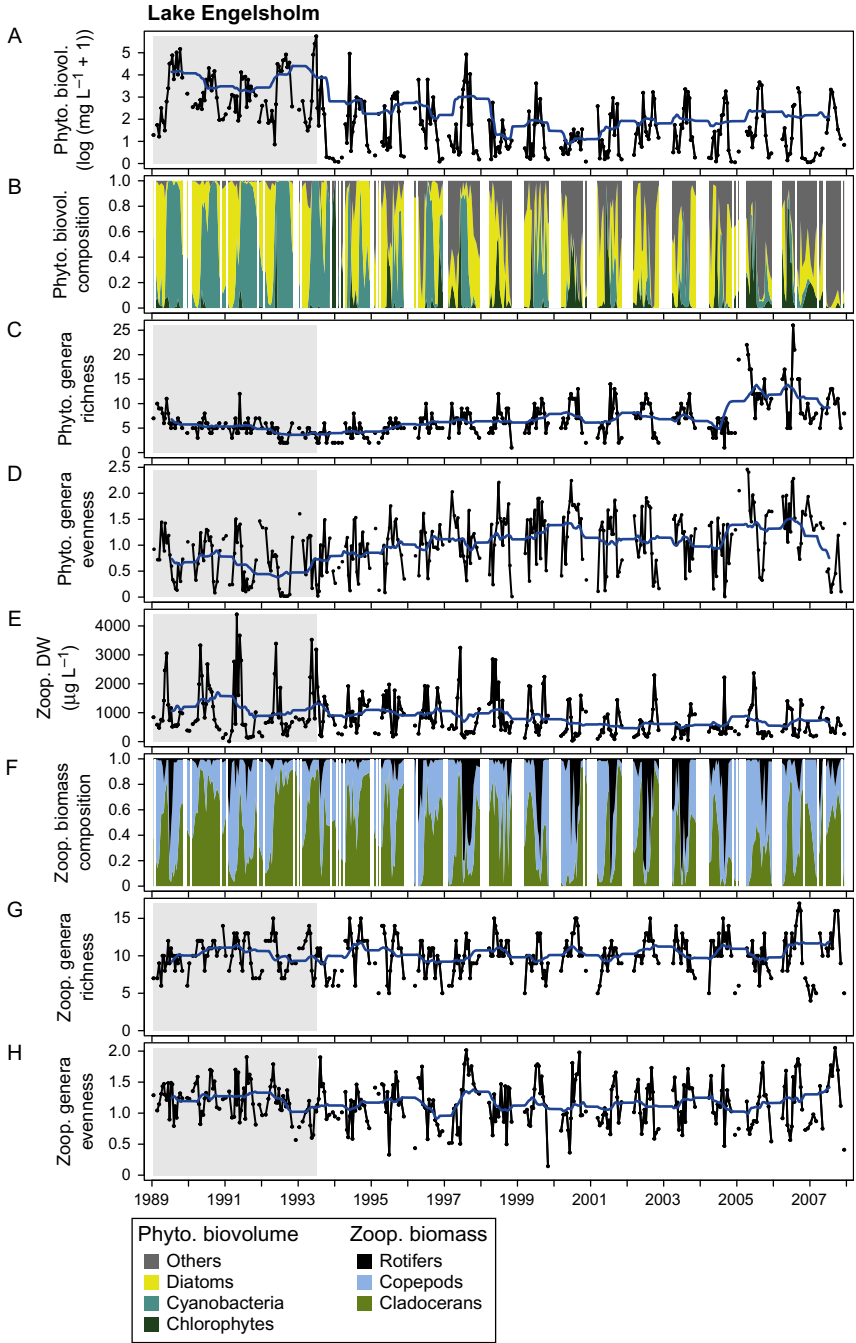 Lake Engelsholm
A
Phyto. biovol.
(log (mg L⁻¹ + 1))
5
4
3
2
1
0
B
Phyto. biovol.
composition
1.0
0.8
0.6
0.4
0.2
0
C
Phyto. genera
richness
25
20
15
10
5
0
D
Phyto. genera
evenness
2.5
2.0
1.5
1.0
0.5
0
E
Zoop. DW
(µg L⁻¹)
4000
3000
2000
1000
0
F
Zoop. biomass
composition
1.0
0.8
0.6
0.4
0.2
0
G
Zoop. genera
richness
15
10
5
0
H
Zoop. genera
evenness
2.0
1.5
1.0
0.5
0
1989 1991 1993 1995 1997 1999 2001 2003 2005 2007
Phyto. biovolume
Others
Diatoms
Cyanobacteria
Chlorophytes
Zoop. biomass
Rotifers
Copepods
Cladocerans